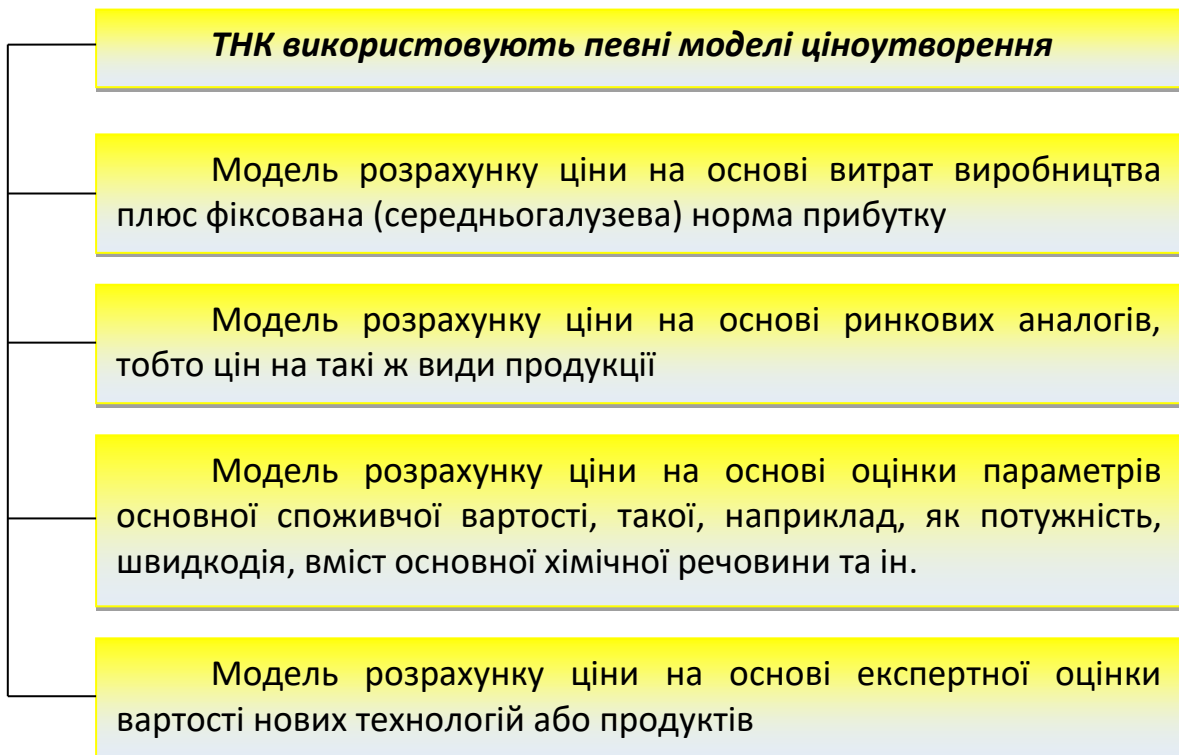 ТНК використовують певні моделі ціноутворення
Модель розрахунку ціни на основі витрат виробництва
плюс фіксована (середньогалузева) норма прибутку
Модель розрахунку ціни на основі ринкових аналогів,
тобто цін на такі ж види продукції
Модель розрахунку ціни на основі оцінки параметрів
основної споживчої вартості, такої, наприклад, як потужність,
швидкодія, вміст основної хімічної речовини та ін.
Модель розрахунку ціни на основі експертної оцінки
вартості нових технологій або продуктів